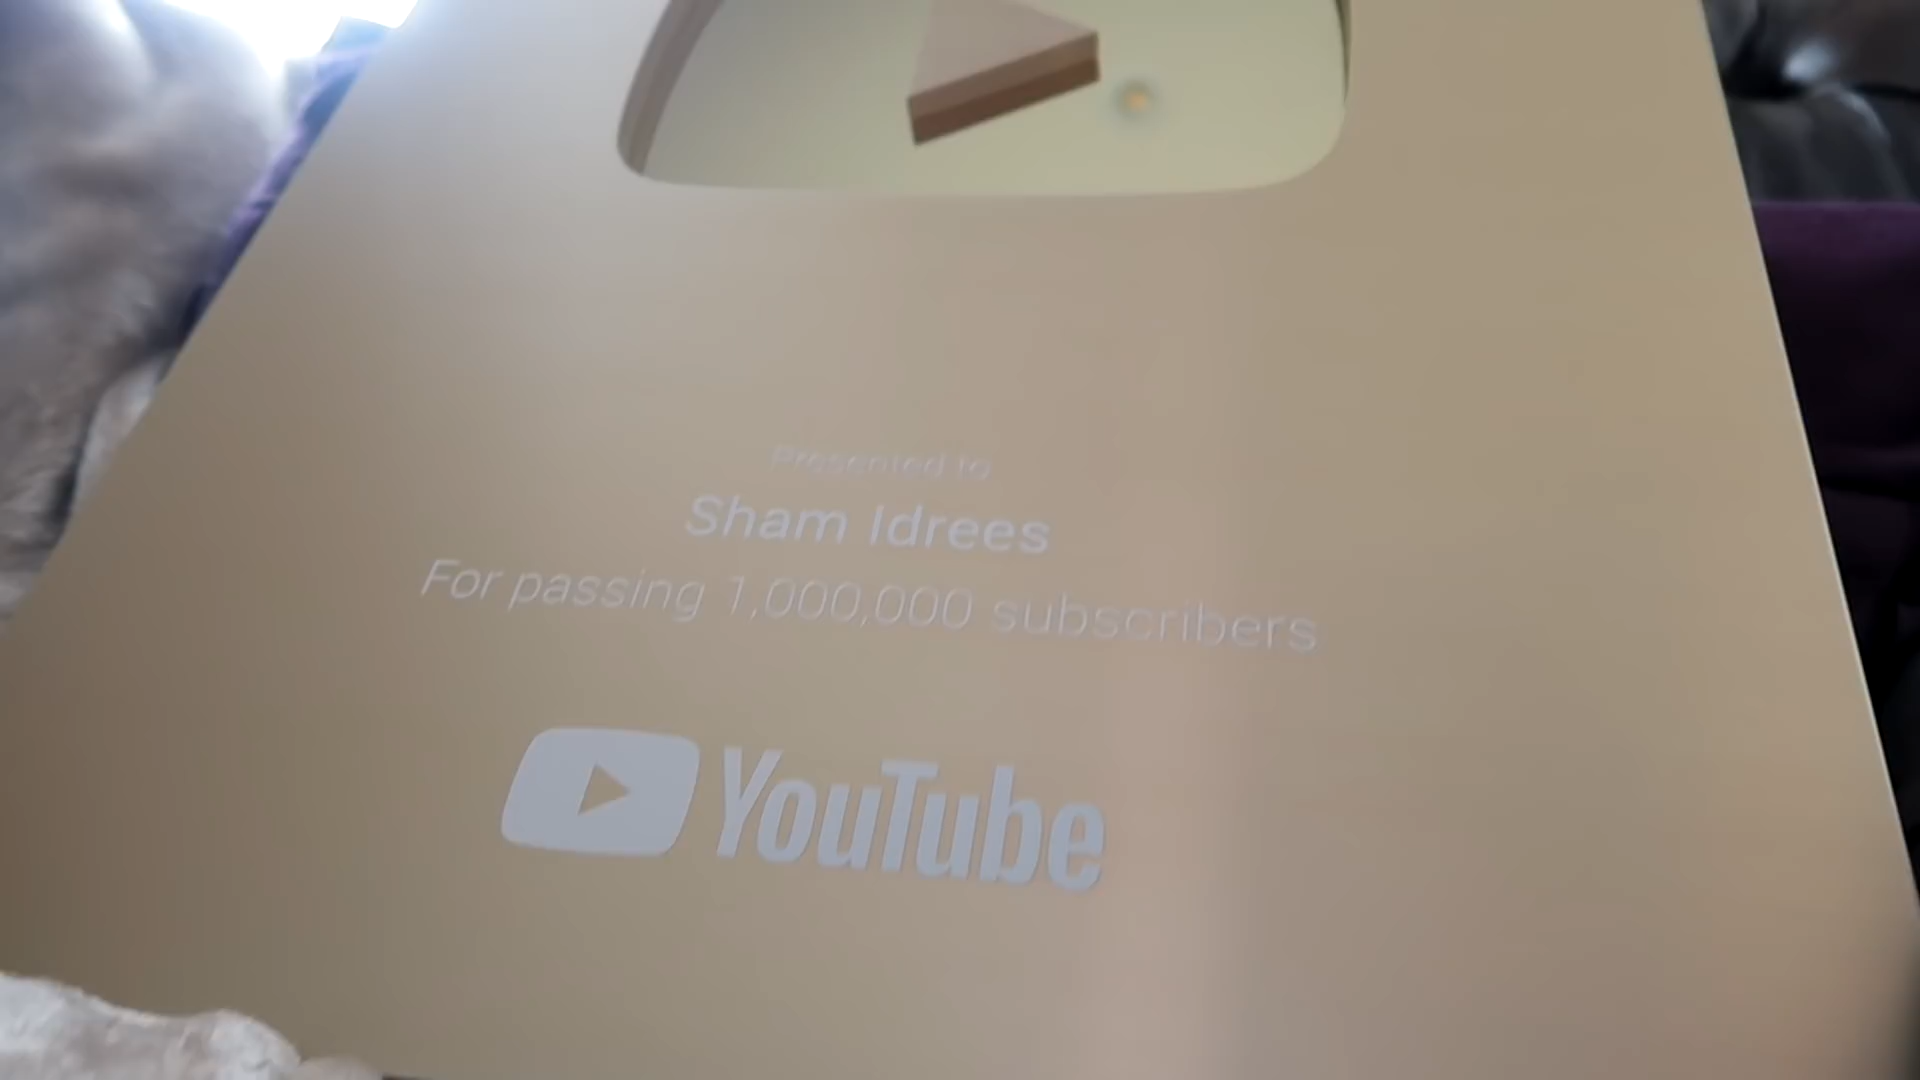 Presented to
Sham Idrees
For passing 1,000,000 subscribers
YouTube